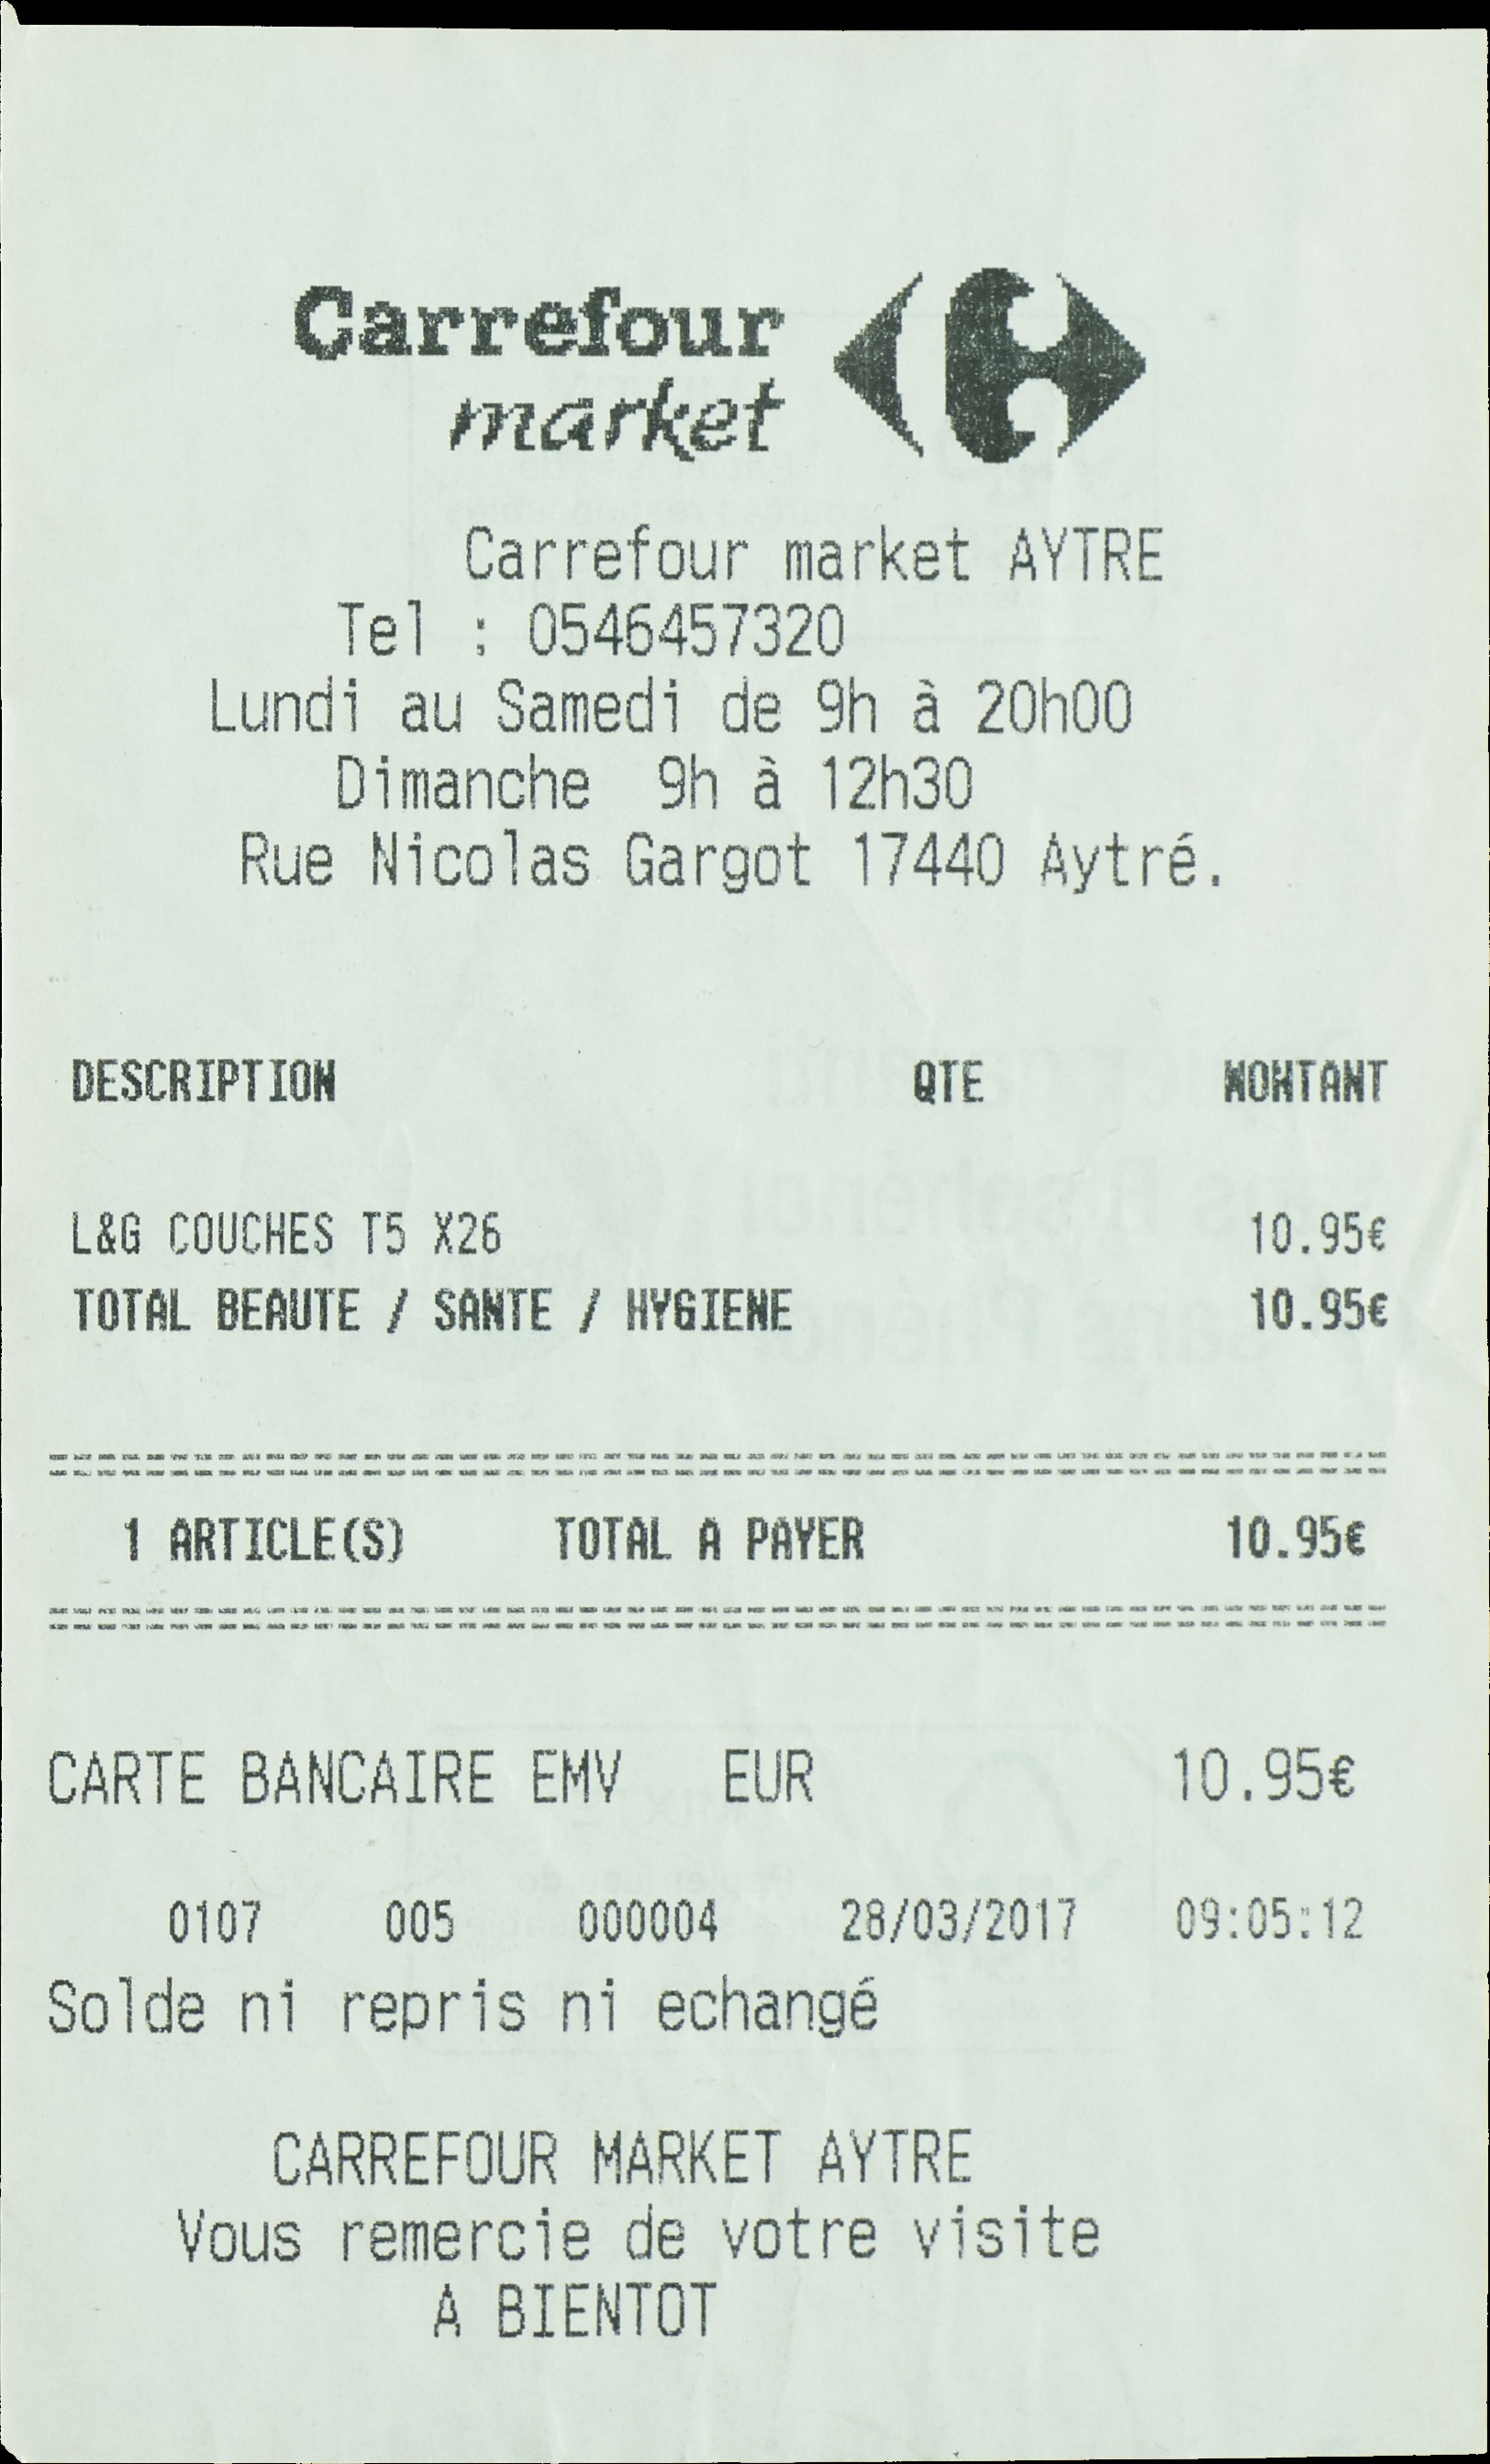 Carrefour
market
Carrefour market AYTRE
Tel : 0546457320
Lundi au Samedi de 9h à 20h00
Dimanche 9h à 12h30
Rue Nicolas Gargot 17440 Aytré.
DESCRIPTION QTE MONTANT
L&G COUCHES T5 X26 10.95€
TOTAL BEAUTE / SANTE / HYGIENE 10.95€
1 ARTICLE(S) TOTAL A PAYER 10.95€
CARTE BANCAIRE EMV EUR 10.95€
0107 005 000004 28/03/2017 09:05:12
Solde ni repris ni echangé
CARREFOUR MARKET AYTRE
Vous remercie de votre visite
A BIENTOT